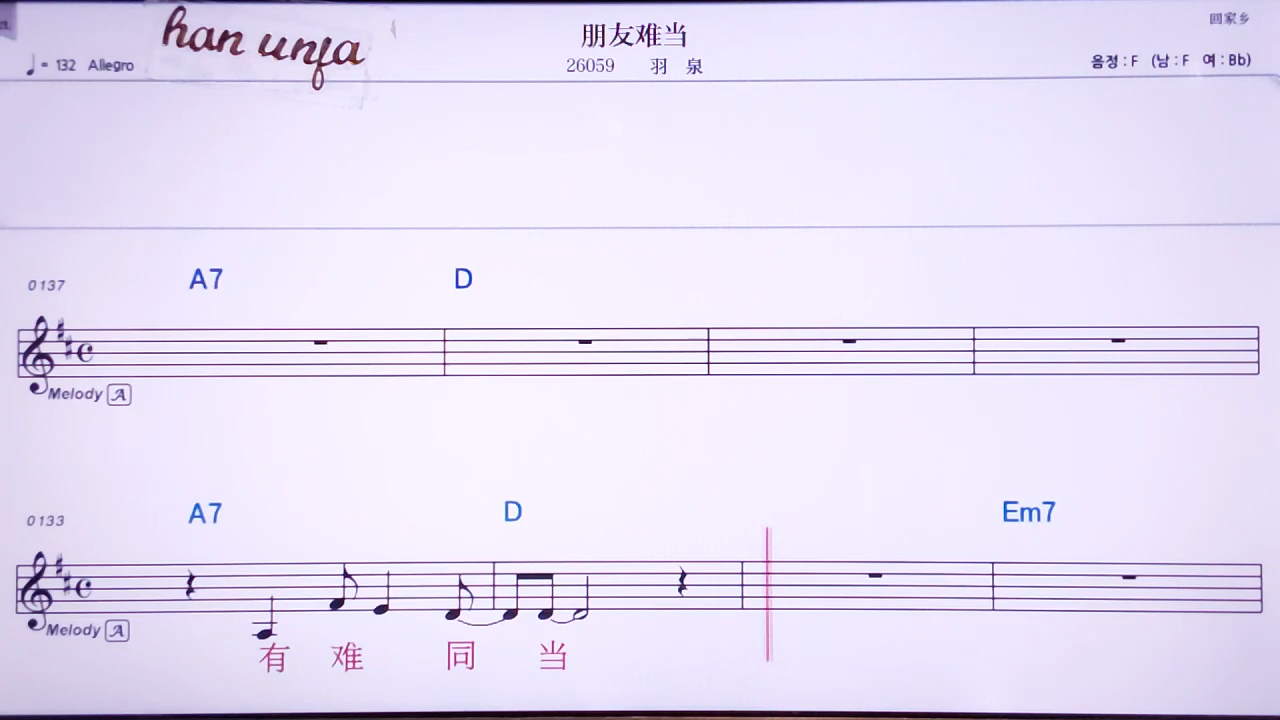 han unfa
朋友难当
回家乡
♩ = 132 Allegro
26059 羽 泉
음정 : F (남 : F 여 : Bb)
0137
A7 D
Melody A
0133
A7 D Em7
Melody A
有 难 同 当